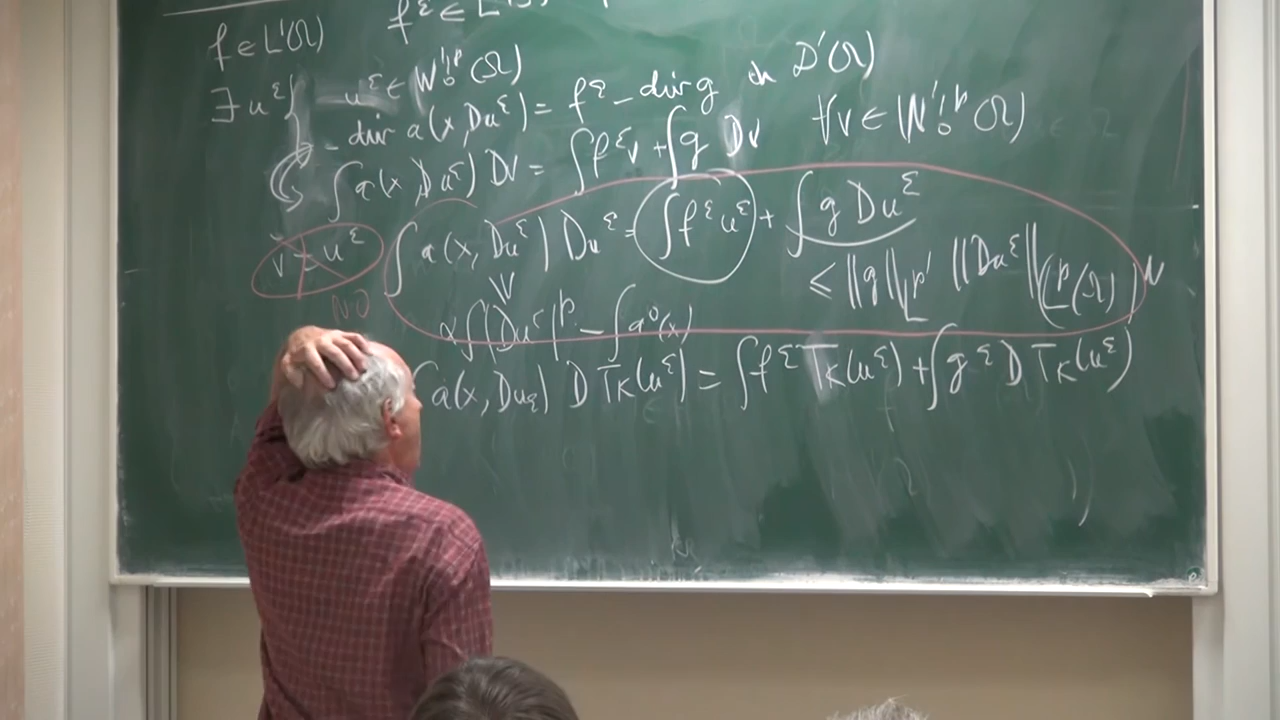 f ∈ L¹(Ω) f^ε ∈ L
∃ u^ε u^ε ∈ W₀^{1,p}(Ω)
- div a(x, Du^ε) = f^ε - div g in D'(Ω)
∫ a(x, Du^ε) Dv = ∫ f^ε v + ∫ g Dv ∀v ∈ W₀^{1,p}(Ω)
v = u^ε ∫ a(x, Du^ε) Du^ε = ∫ f^ε u^ε + ∫ g Du^ε
NO ≤ ||g||_{L^{p'}} ||Du^ε||_{(L^p(Ω))^N}
α ∫ |Du^ε|^p - ∫ a⁰(x)
∫ a(x, Du_ε) D T_K(u^ε) = ∫ f^ε T_K(u^ε) + ∫ g^ε D T_K(u^ε)